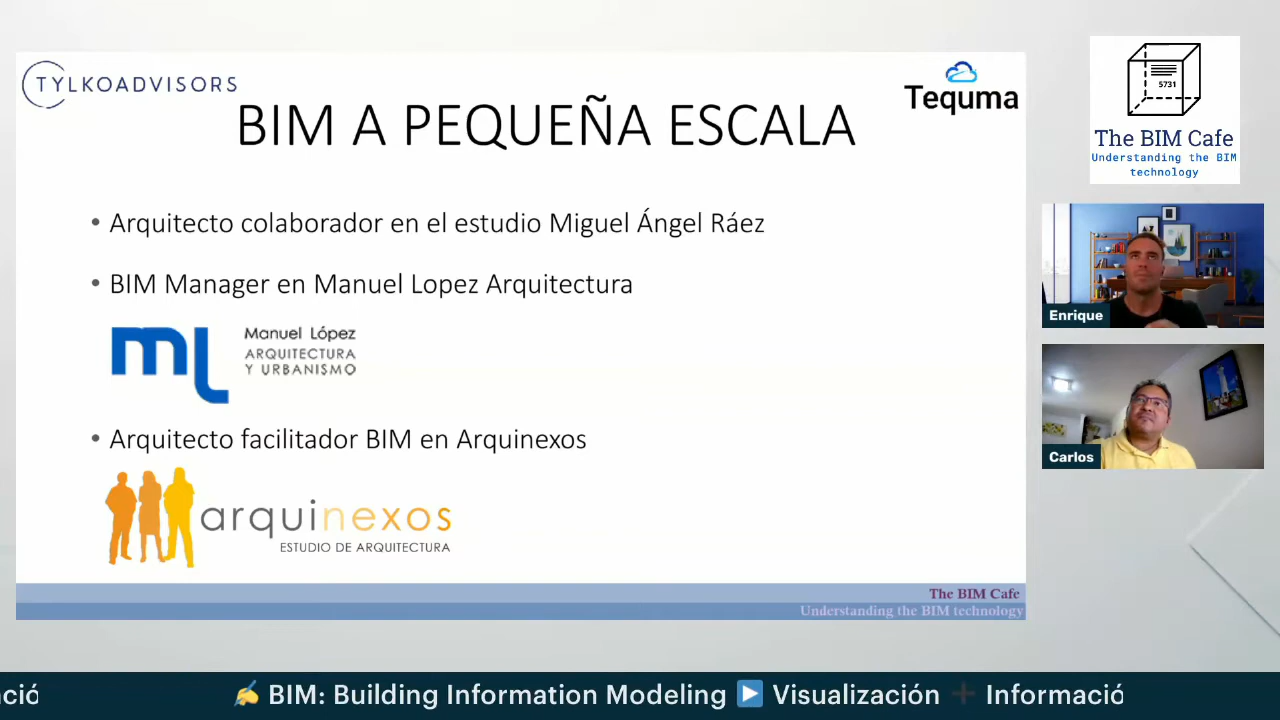 TYLKOADVISORS
Tequma
BIM A PEQUEÑA ESCALA
• Arquitecto colaborador en el estudio Miguel Ángel Ráez
• BIM Manager en Manuel Lopez Arquitectura
ml
Manuel López
ARQUITECTURA
Y URBANISMO
• Arquitecto facilitador BIM en Arquinexos
arquinexos
ESTUDIO DE ARQUITECTURA
The BIM Cafe
Understanding the BIM technology
5731
The BIM Cafe
Understanding the BIM
technology
Enrique
Carlos
ació
✍ BIM: Building Information Modeling ▶ Visualización ➕ Informació